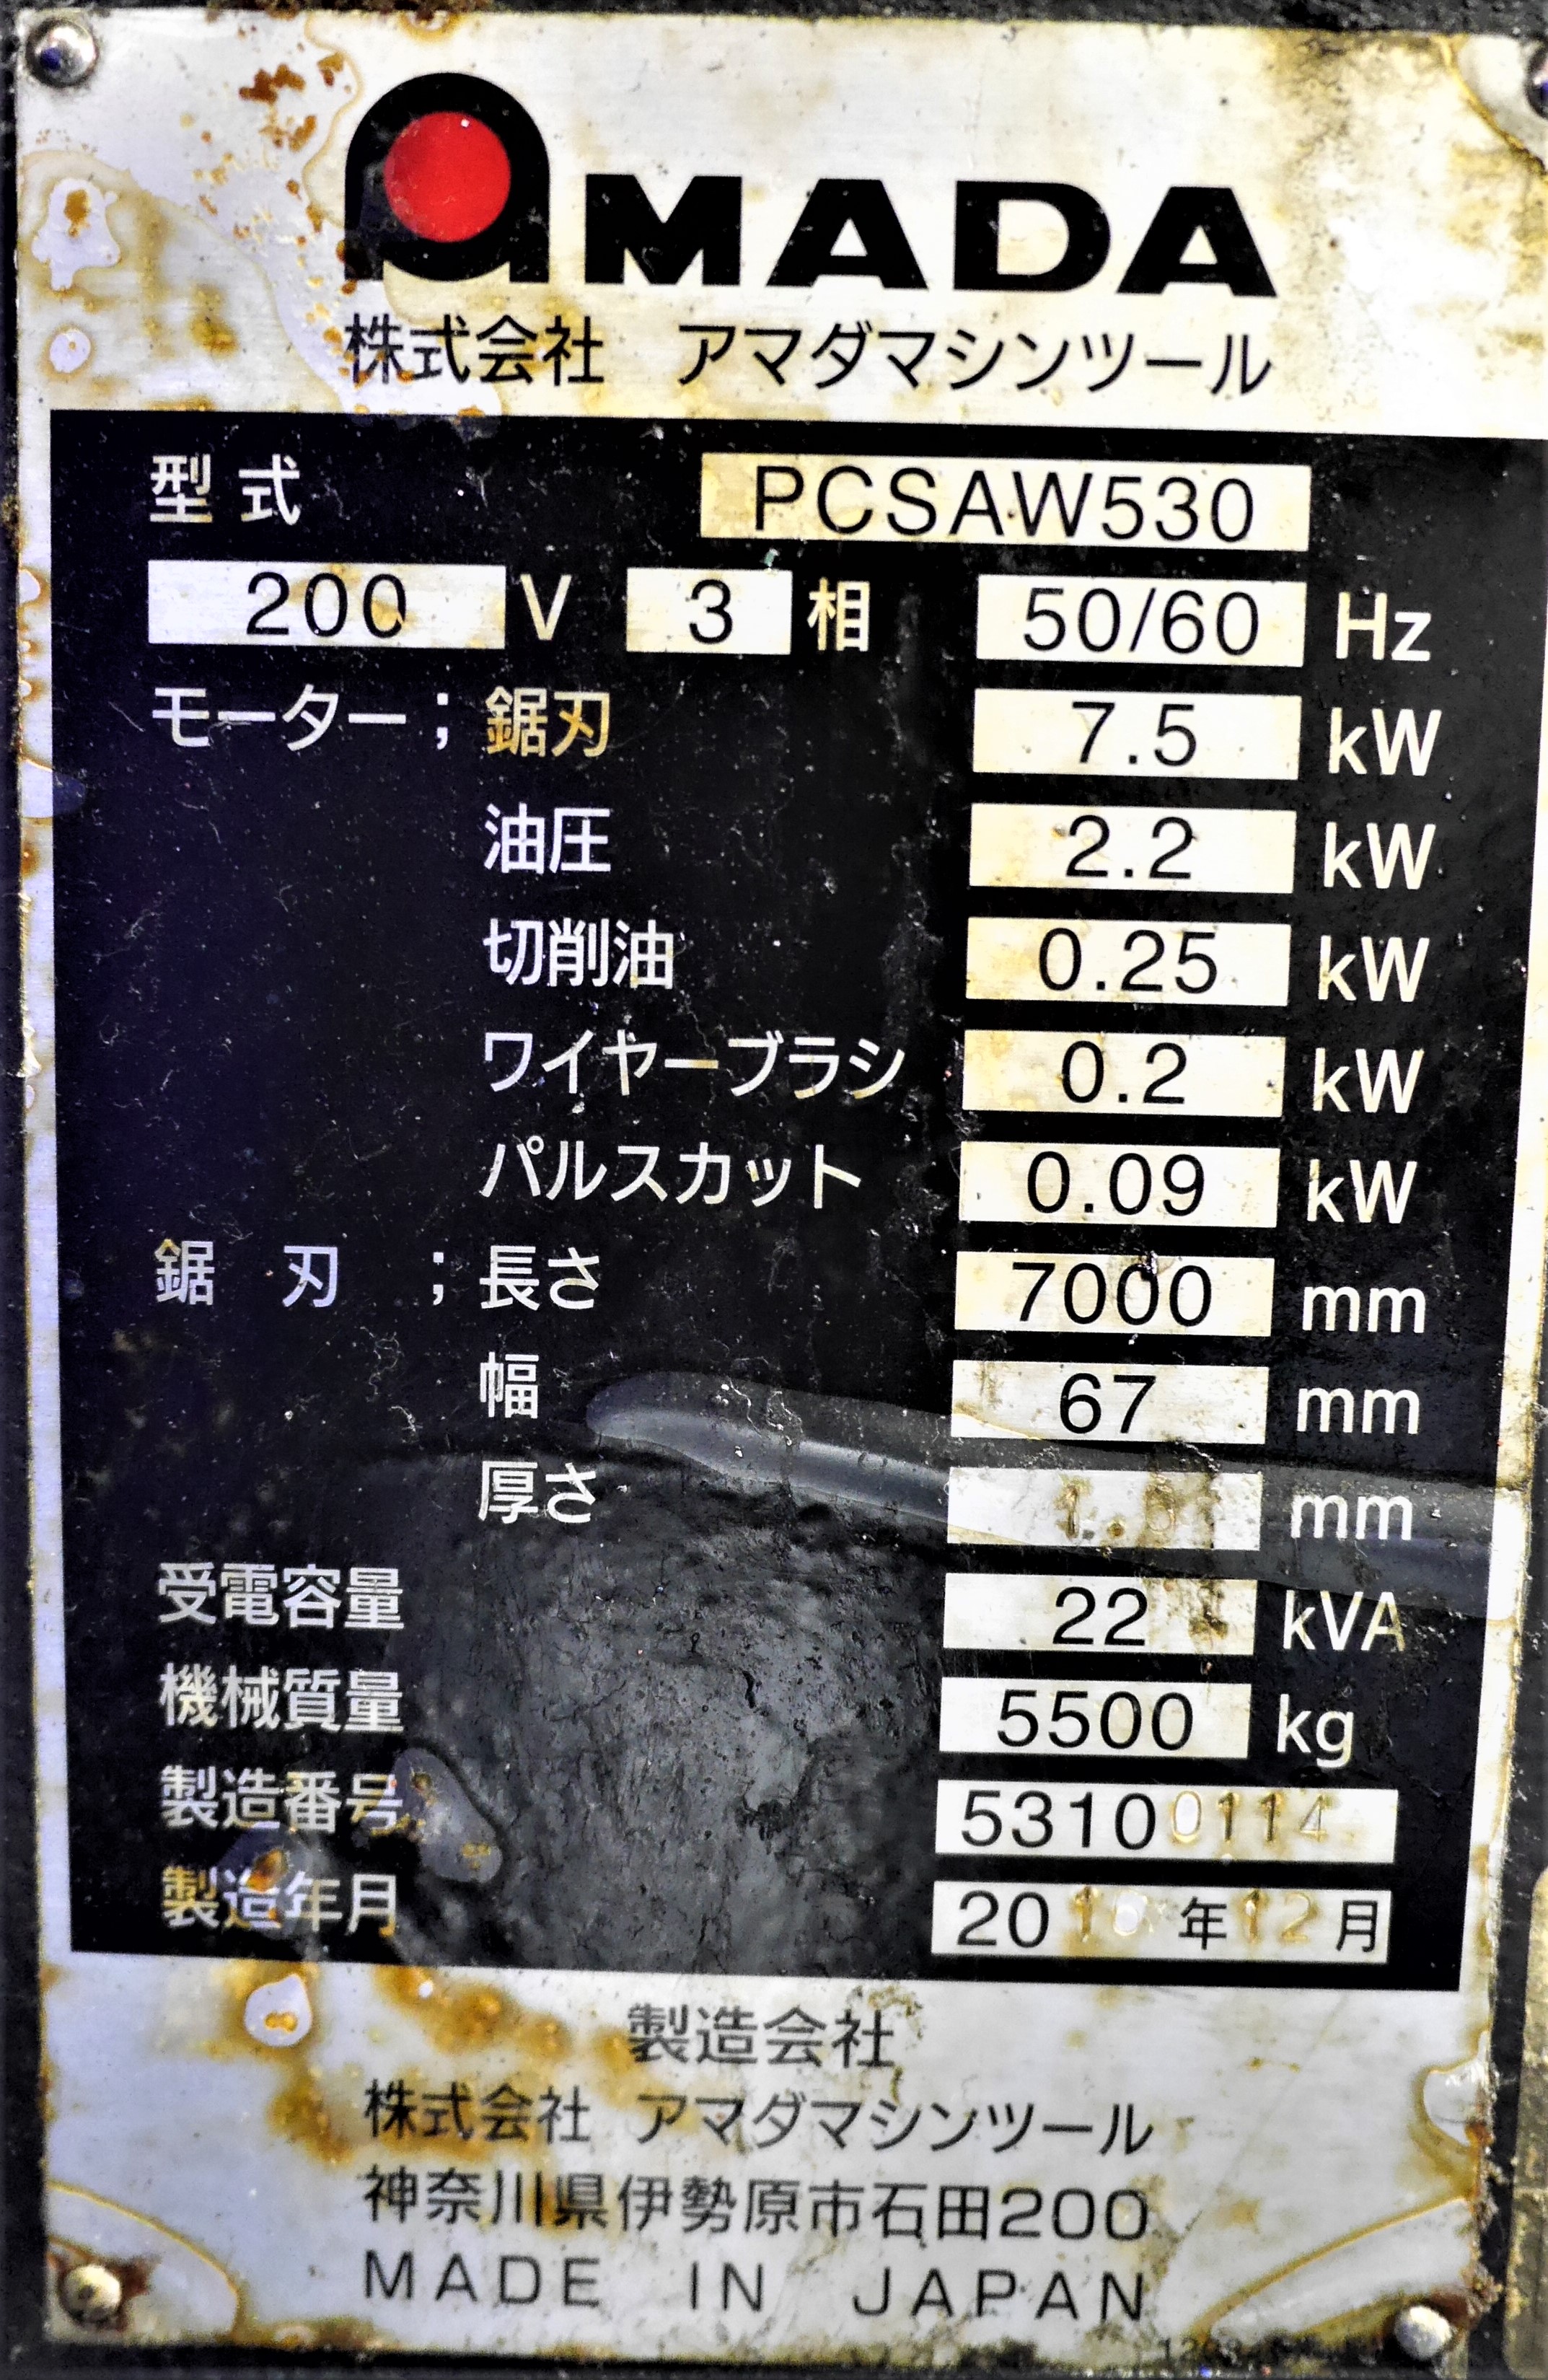 AMADA
株式会社 アマダマシンツール
型式 PCSAW530
200 V 3 相 50/60 Hz
モーター；鋸刃 7.5 kW
油圧 2.2 kW
切削油 0.25 kW
ワイヤーブラシ 0.2 kW
パルスカット 0.09 kW
鋸 刃 ；長さ 7000 mm
幅 67 mm
厚さ mm
受電容量 22 kVA
機械質量 5500 kg
製造番号 53100114
製造年月 2010年12月
製造会社
株式会社 アマダマシンツール
神奈川県伊勢原市石田200
MADE IN JAPAN